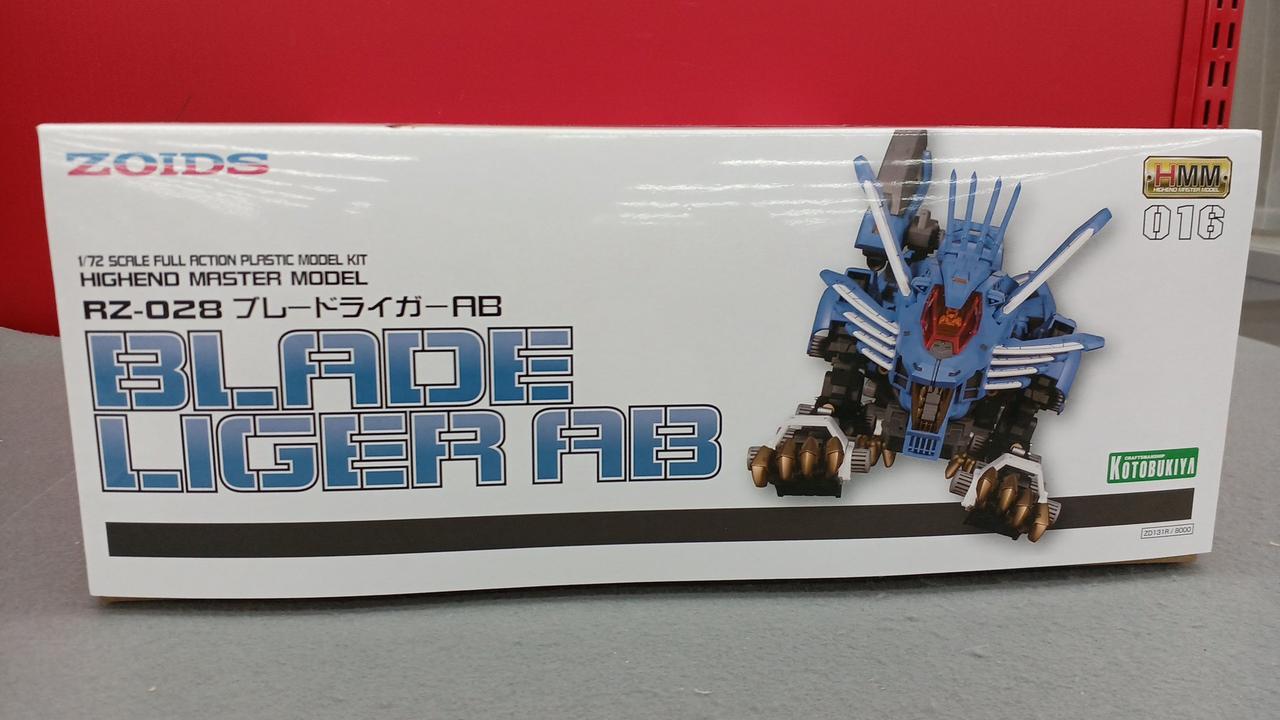 ZOIDS
1/72 SCALE FULL ACTION PLASTIC MODEL KIT
HIGHEND MASTER MODEL
RZ-028 ブレードライガーAB
BLADE
LIGER AB
HMM
HIGHEND MASTER MODEL
016
CRAFTSMANSHIP
KOTOBUKIYA
ZD131R / 8000